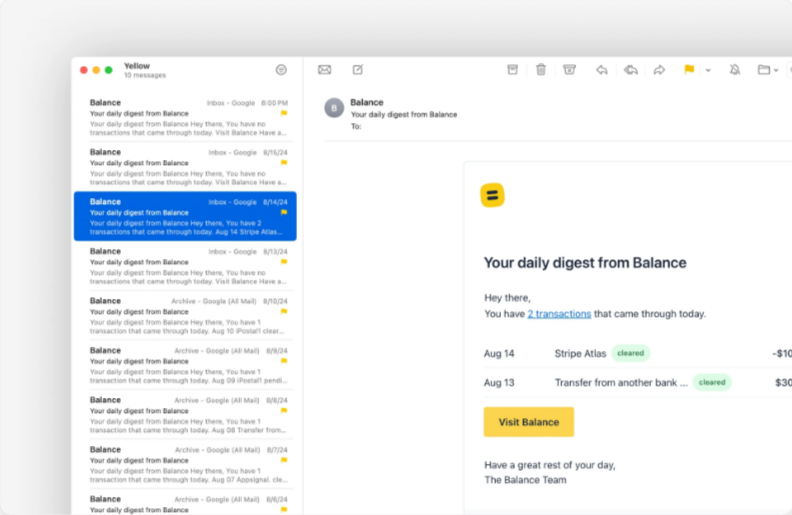 Yellow
10 messages
Balance Inbox - Google 8:00 PM
Your daily digest from Balance
Your daily digest from Balance Hey there, You have no
transactions that came through today. Visit Balance Have a...
Balance Inbox - Google 8/15/24
Your daily digest from Balance
Your daily digest from Balance Hey there, You have no
transactions that came through today. Visit Balance Have a...
Balance Inbox - Google 8/14/24
Your daily digest from Balance
Your daily digest from Balance Hey there, You have 2
transactions that came through today. Aug 14 Stripe Atlas...
Balance Inbox - Google 8/13/24
Your daily digest from Balance
Your daily digest from Balance Hey there, You have no
transactions that came through today. Visit Balance Have a...
Balance Archive - Google (All Mail) 8/10/24
Your daily digest from Balance
Your daily digest from Balance Hey there, You have 1
transaction that came through today. Aug 10 iPostal1 clear...
Balance Archive - Google (All Mail) 8/9/24
Your daily digest from Balance
Your daily digest from Balance Hey there, You have 1
transaction that came through today. Aug 09 iPostal1 pendi...
Balance Archive - Google (All Mail) 8/8/24
Your daily digest from Balance
Your daily digest from Balance Hey there, You have 1
transaction that came through today. Aug 08 Transfer from...
Balance Archive - Google (All Mail) 8/7/24
Your daily digest from Balance
Your daily digest from Balance Hey there, You have 1
transaction that came through today. Aug 07 Appsignal. cle...
Balance Archive - Google (All Mail) 8/6/24
Your daily digest from Balance
B
Balance
Your daily digest from Balance
To:
Your daily digest from Balance
Hey there,
You have 2 transactions that came through today.
Aug 14 Stripe Atlas cleared -$10
Aug 13 Transfer from another bank ... cleared $30
Visit Balance
Have a great rest of your day,
The Balance Team